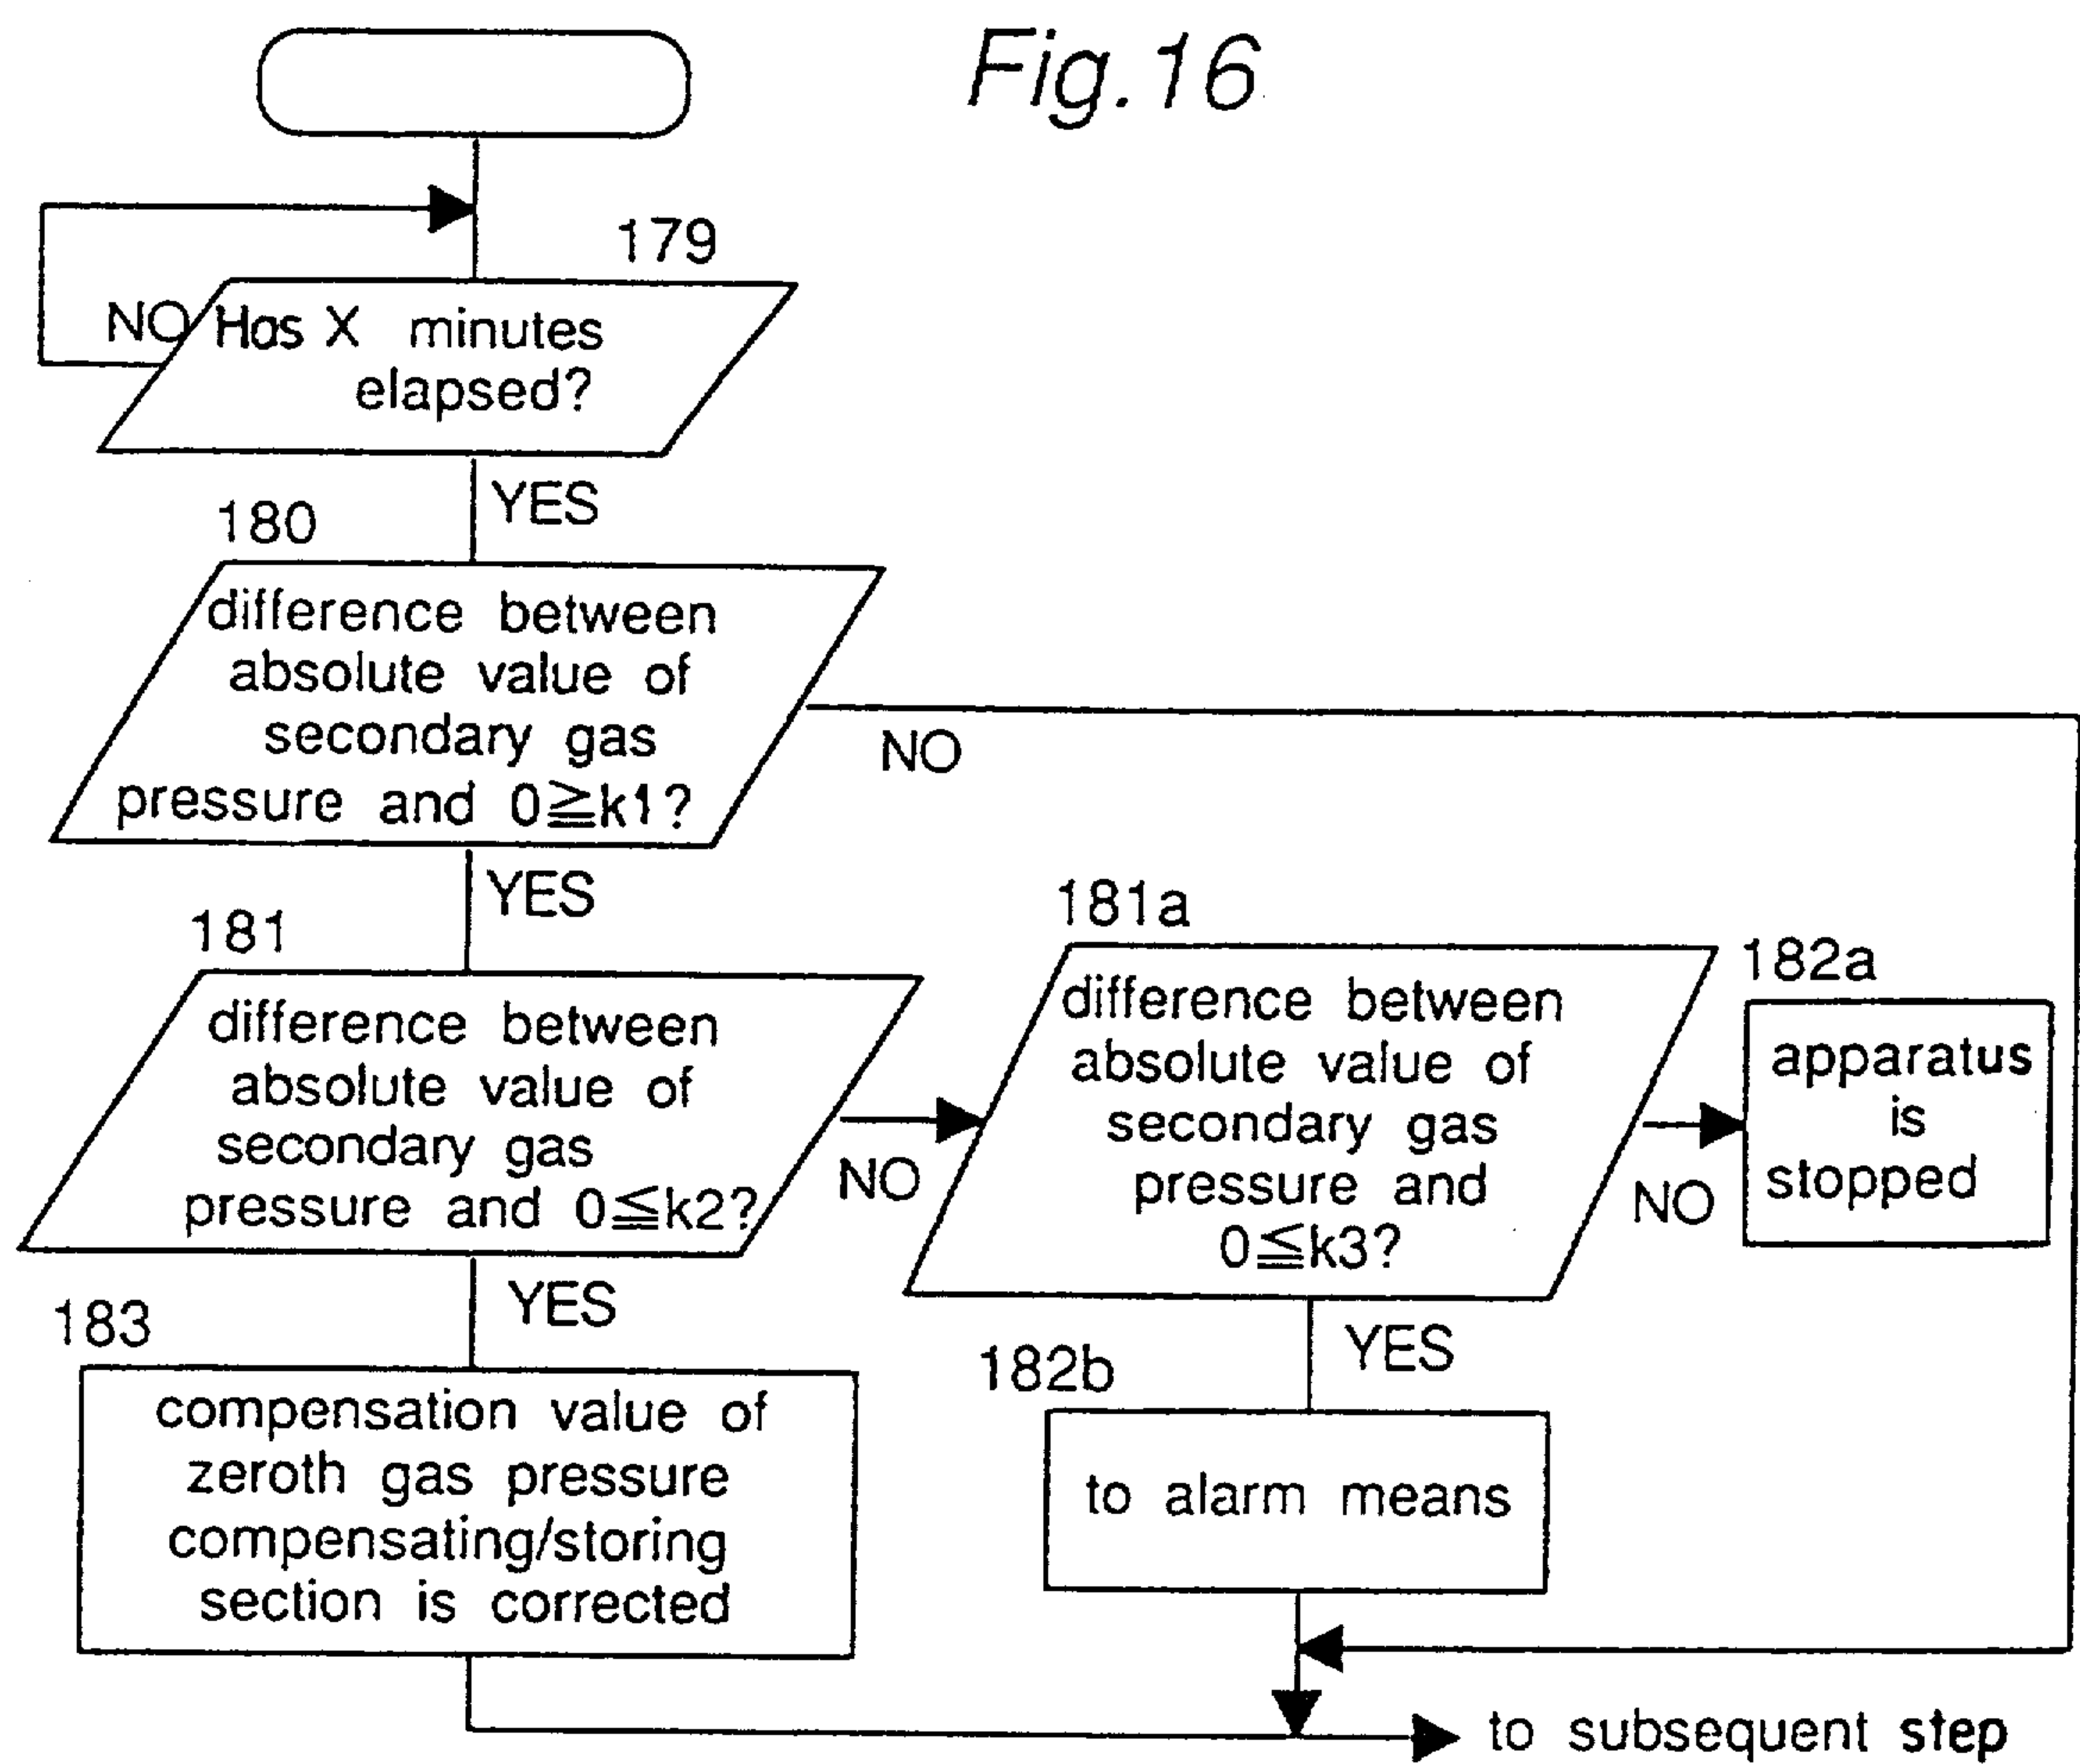 Fig.16
179
NO
Has X minutes
elapsed?
YES
180
difference between
absolute value of
secondary gas
pressure and 0≧k1?
NO
YES
181
difference between
absolute value of
secondary gas
pressure and 0≦k2?
NO
181a
difference between
absolute value of
secondary gas
pressure and
0≦k3?
NO
182a
apparatus
is
stopped
YES
183
compensation value of
zeroth gas pressure
compensating/storing
section is corrected
YES
182b
to alarm means
to subsequent step